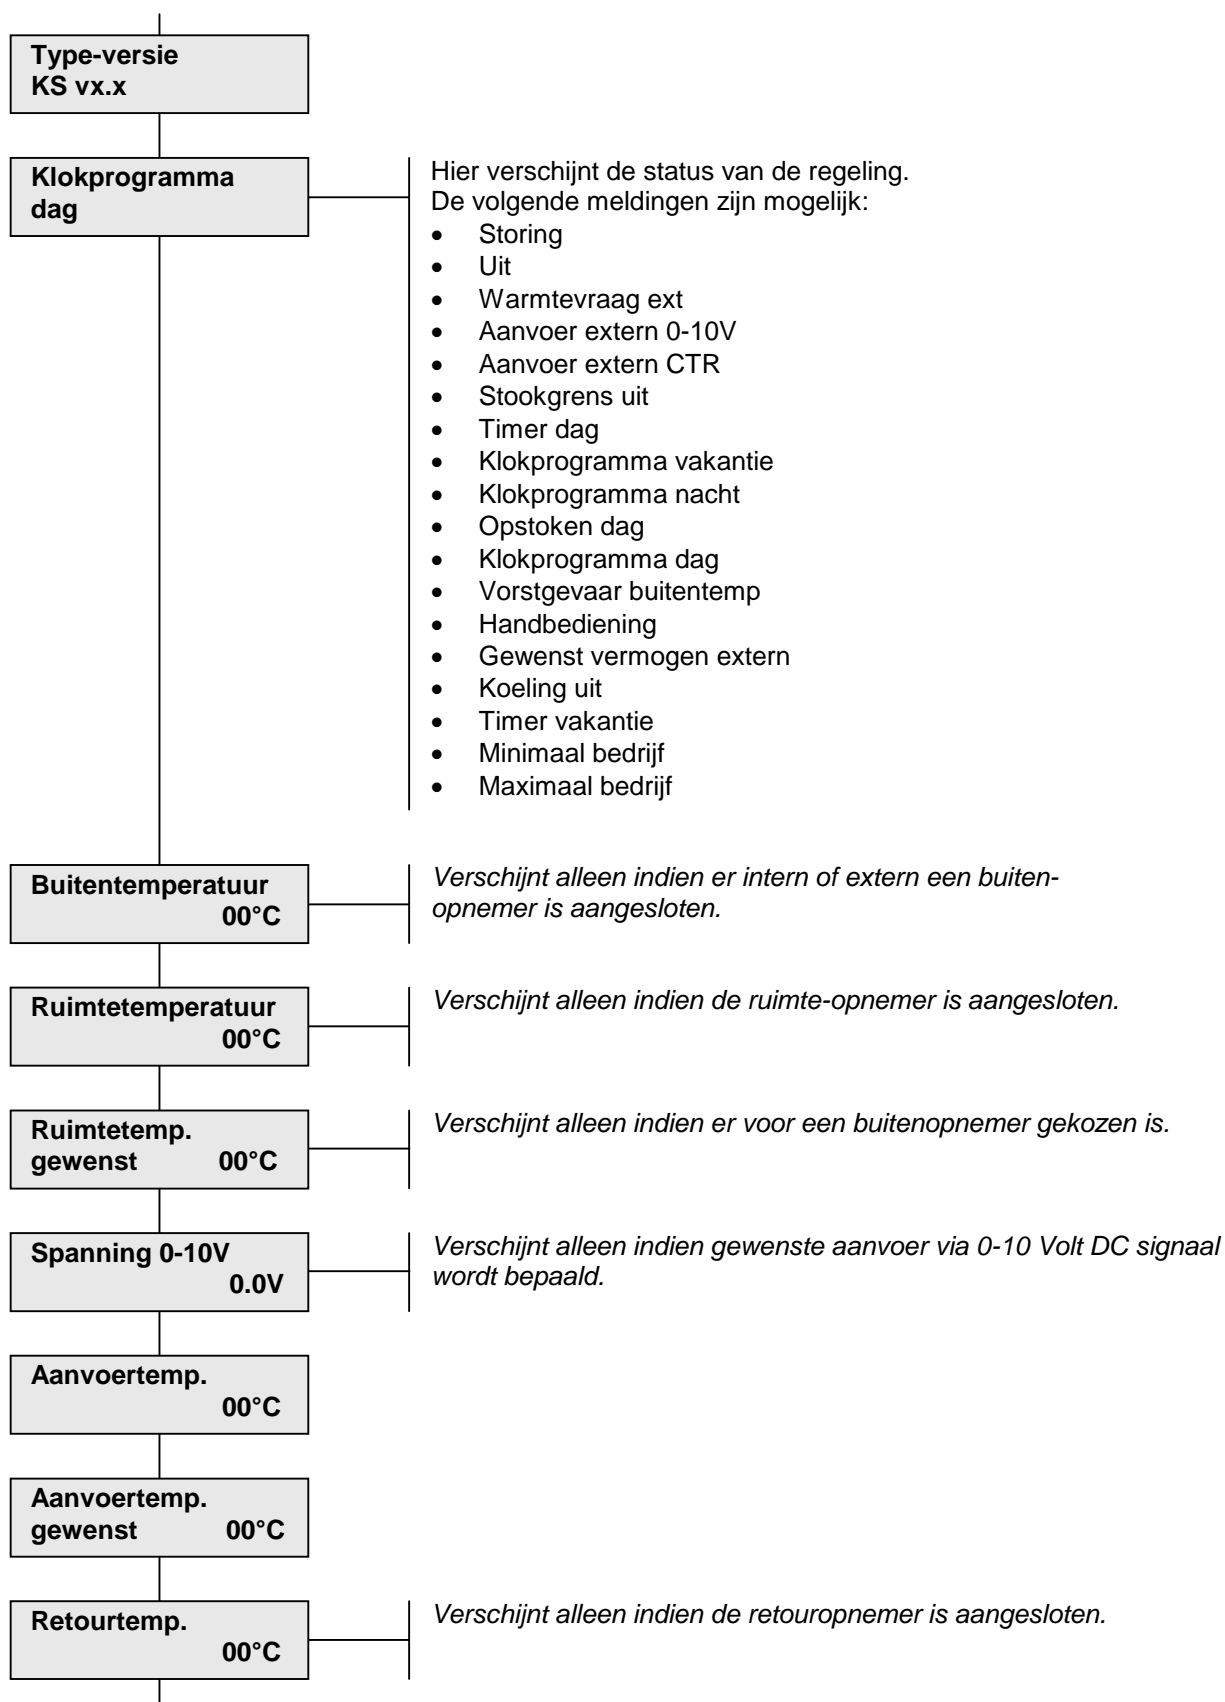 Type-versie
KS vx.x
Klokprogramma
dag
Hier verschijnt de status van de regeling.
De volgende meldingen zijn mogelijk:
• Storing
• Uit
• Warmtevraag ext
• Aanvoer extern 0-10V
• Aanvoer extern CTR
• Stookgrens uit
• Timer dag
• Klokprogramma vakantie
• Klokprogramma nacht
• Opstoken dag
• Klokprogramma dag
• Vorstgevaar buitentemp
• Handbediening
• Gewenst vermogen extern
• Koeling uit
• Timer vakantie
• Minimaal bedrijf
• Maximaal bedrijf
Buitentemperatuur
00°C
Verschijnt alleen indien er intern of extern een buiten-
opnemer is aangesloten.
Ruimtetemperatuur
00°C
Verschijnt alleen indien de ruimte-opnemer is aangesloten.
Ruimtetemp.
gewenst 00°C
Verschijnt alleen indien er voor een buitenopnemer gekozen is.
Spanning 0-10V
0.0V
Verschijnt alleen indien gewenste aanvoer via 0-10 Volt DC signaal
wordt bepaald.
Aanvoertemp.
00°C
Aanvoertemp.
gewenst 00°C
Retourtemp.
00°C
Verschijnt alleen indien de retouropnemer is aangesloten.